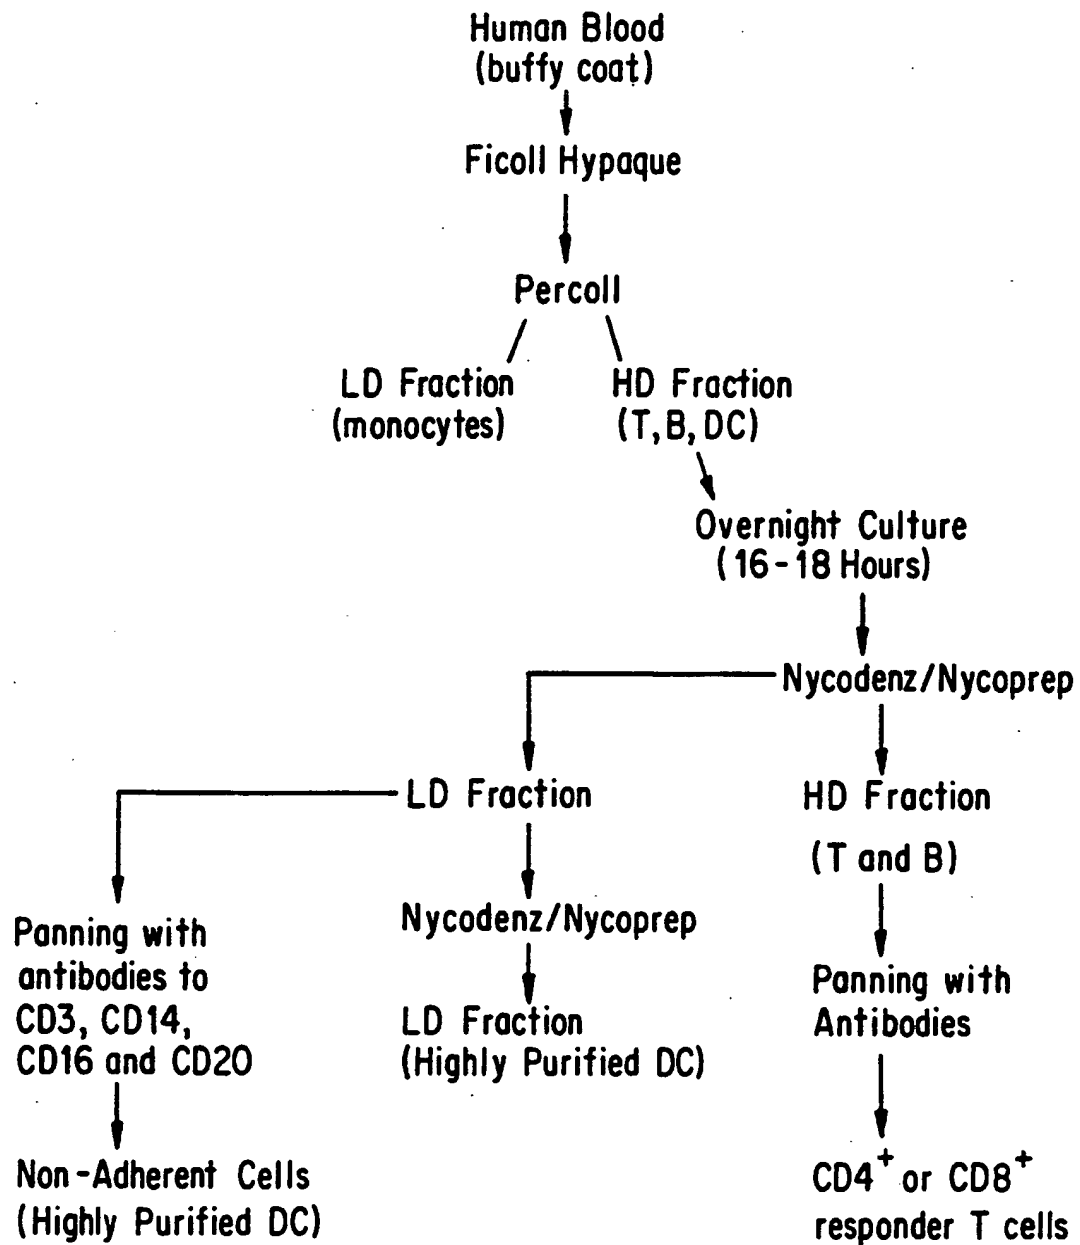 Human Blood
(buffy coat)
Ficoll Hypaque
Percoll
LD Fraction
(monocytes)
HD Fraction
(T, B, DC)
Overnight Culture
(16-18 Hours)
Nycodenz/Nycoprep
LD Fraction
HD Fraction
(T and B)
Panning with
antibodies to
CD3, CD14,
CD16 and CD20
Nycodenz/Nycoprep
LD Fraction
(Highly Purified DC)
Panning with
Antibodies
Non-Adherent Cells
(Highly Purified DC)
CD4+ or CD8+
responder T cells